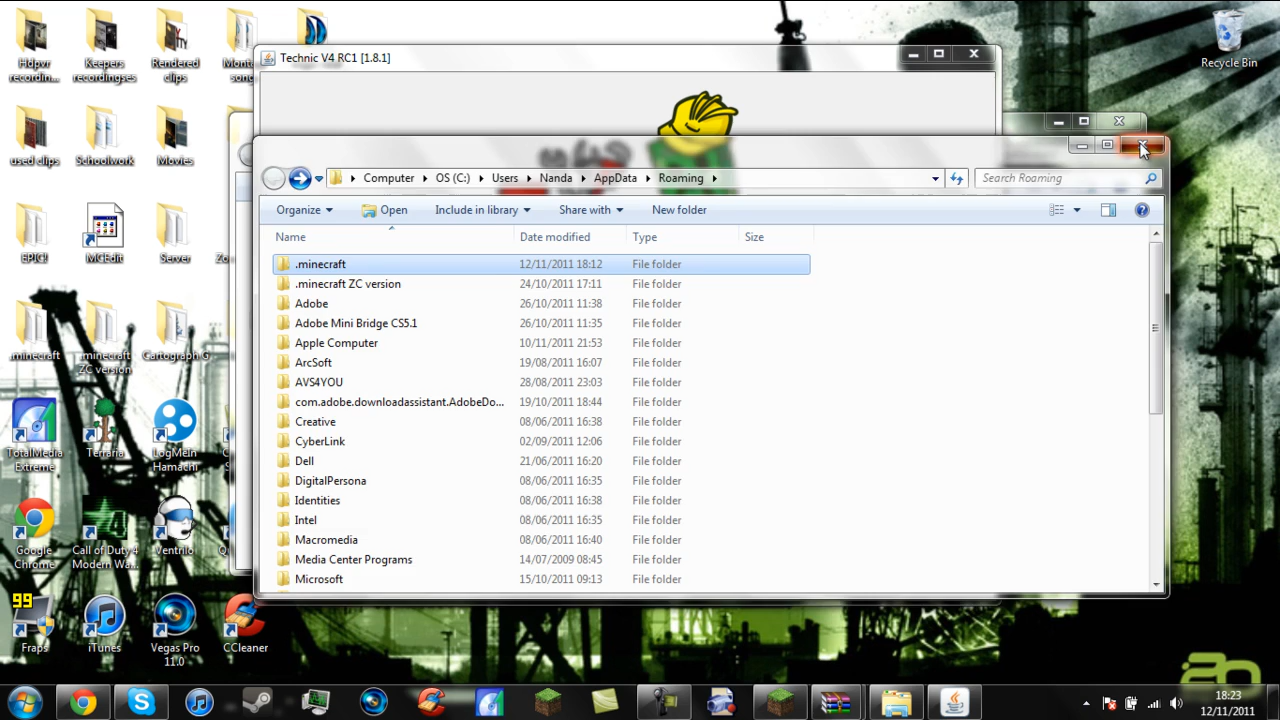 Hdpvr recordin...
Keepers recordingses
Rendered clips
Technic V4 RC1 [1.8.1]
Recycle Bin
used clips
Schoolwork
Movies
Computer OS (C:) Users Nanda AppData Roaming
Search Roaming
Organize Open Include in library Share with New folder
Name Date modified Type Size
.minecraft 12/11/2011 18:12 File folder
.minecraft ZC version 24/10/2011 17:11 File folder
Adobe 26/10/2011 11:38 File folder
Adobe Mini Bridge CS5.1 26/10/2011 11:35 File folder
Apple Computer 10/11/2011 21:53 File folder
ArcSoft 19/08/2011 16:07 File folder
AVS4YOU 28/08/2011 23:03 File folder
com.adobe.downloadassistant.AdobeDo... 19/10/2011 18:44 File folder
Creative 08/06/2011 16:38 File folder
CyberLink 02/09/2011 12:06 File folder
Dell 21/06/2011 16:20 File folder
DigitalPersona 08/06/2011 16:35 File folder
Identities 08/06/2011 16:38 File folder
Intel 08/06/2011 16:35 File folder
Macromedia 08/06/2011 16:40 File folder
Media Center Programs 14/07/2009 08:45 File folder
Microsoft 15/10/2011 09:13 File folder
EPIC!
MCEdit
Server
.minecraft
.minecraft ZC version
Cartograph G
TotalMedia Extreme
Terraria
LogMeIn Hamachi
Google Chrome
Call of Duty 4 Modern Wa...
Ventrilo
99
Fraps
iTunes
Vegas Pro 11.0
CCleaner
18:23
12/11/2011